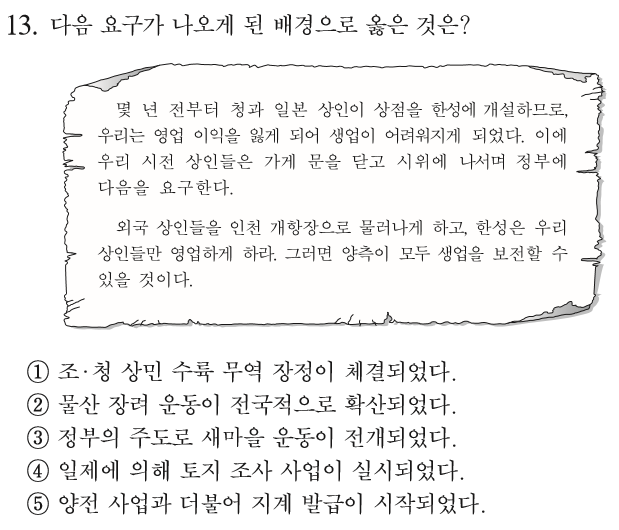 13. 다음 요구가 나오게 된 배경으로 옳은 것은?
몇 년 전부터 청과 일본 상인이 상점을 한성에 개설하므로,
우리는 영업 이익을 잃게 되어 생업이 어려워지게 되었다. 이에
우리 시전 상인들은 가게 문을 닫고 시위에 나서며 정부에
다음을 요구한다.
외국 상인들을 인천 개항장으로 물러나게 하고, 한성은 우리
상인들만 영업하게 하라. 그러면 양측이 모두 생업을 보전할 수
있을 것이다.
① 조·청 상민 수륙 무역 장정이 체결되었다.
② 물산 장려 운동이 전국적으로 확산되었다.
③ 정부의 주도로 새마을 운동이 전개되었다.
④ 일제에 의해 토지 조사 사업이 실시되었다.
⑤ 양전 사업과 더불어 지계 발급이 시작되었다.